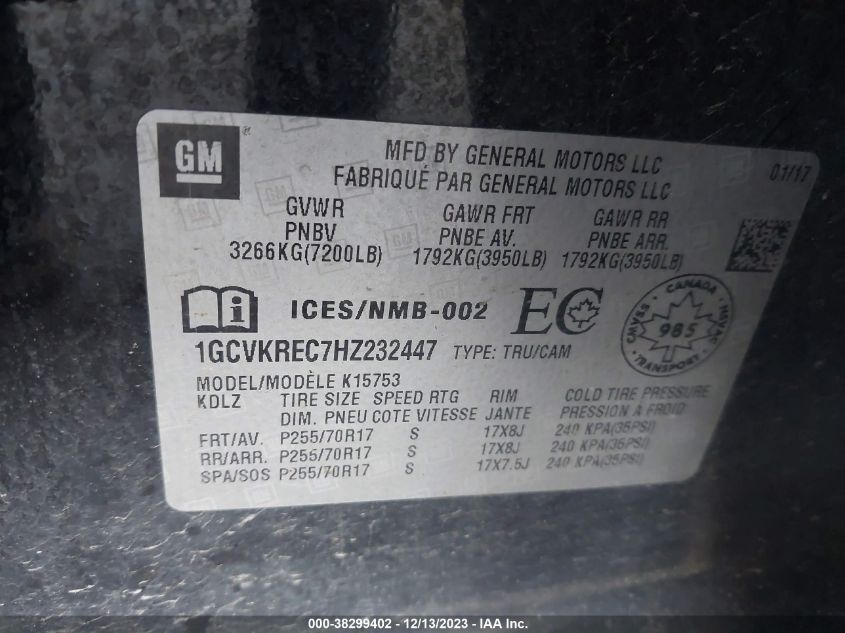 GM
MFD BY GENERAL MOTORS LLC
FABRIQUÉ PAR GENERAL MOTORS LLC
01/17
GVWR GAWR FRT GAWR RR
PNBV PNBE AV. PNBE ARR.
3266KG(7200LB) 1792KG(3950LB) 1792KG(3950LB)
ICES/NMB-002 EC
CANADA
CMVSS - NSVAC
985
TRANSPORT
1GCVKREC7HZ232447 TYPE: TRU/CAM
MODEL/MODÈLE K15753
KDLZ TIRE SIZE SPEED RTG RIM COLD TIRE PRESSURE
DIM. PNEU COTE VITESSE JANTE PRESSION A FROID
FRT/AV. P255/70R17 S 17X8J 240 KPA(35PSI)
RR/ARR. P255/70R17 S 17X8J 240 KPA(35PSI)
SPA/SOS P255/70R17 S 17X7.5J 240 KPA(35PSI)
000-38299402 - 12/13/2023 - IAA Inc.